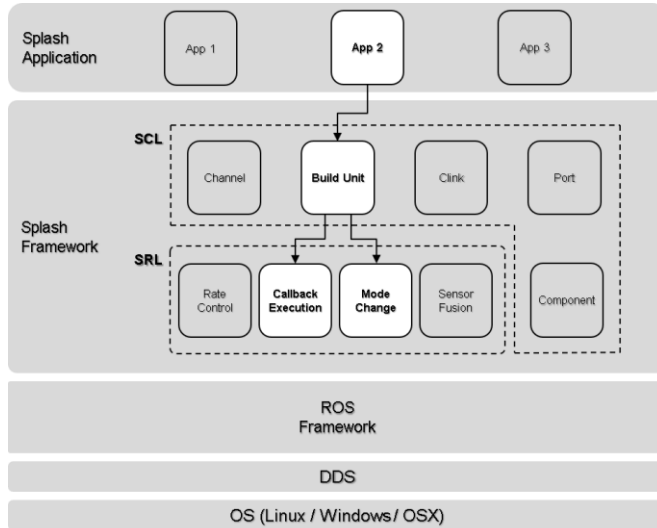 Splash
Application
App 1
App 2
App 3
SCL
Channel
Build Unit
Clink
Port
Splash
Framework
SRL
Rate
Control
Callback
Execution
Mode
Change
Sensor
Fusion
Component
ROS
Framework
DDS
OS (Linux / Windows / OSX)